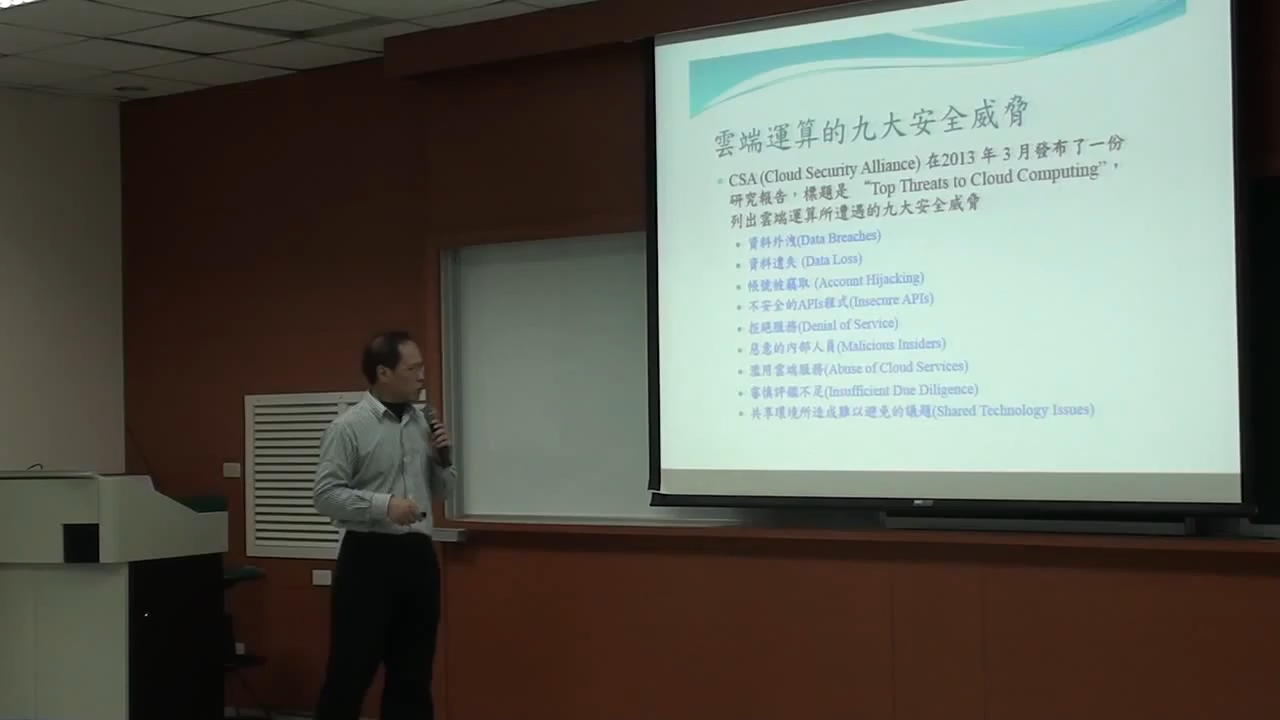 雲端運算的九大安全威脅
CSA (Cloud Security Alliance) 在2013 年 3 月發布了一份
研究報告，標題是 “Top Threats to Cloud Computing”，
列出雲端運算所遭遇的九大安全威脅
資料外洩(Data Breaches)
資料遺失 (Data Loss)
帳號被竊取 (Account Hijacking)
不安全的APIs程式(Insecure APIs)
拒絕服務(Denial of Service)
惡意的內部人員(Malicious Insiders)
濫用雲端服務(Abuse of Cloud Services)
審慎評鑑不足(Insufficient Due Diligence)
共享環境所造成難以避免的議題(Shared Technology Issues)